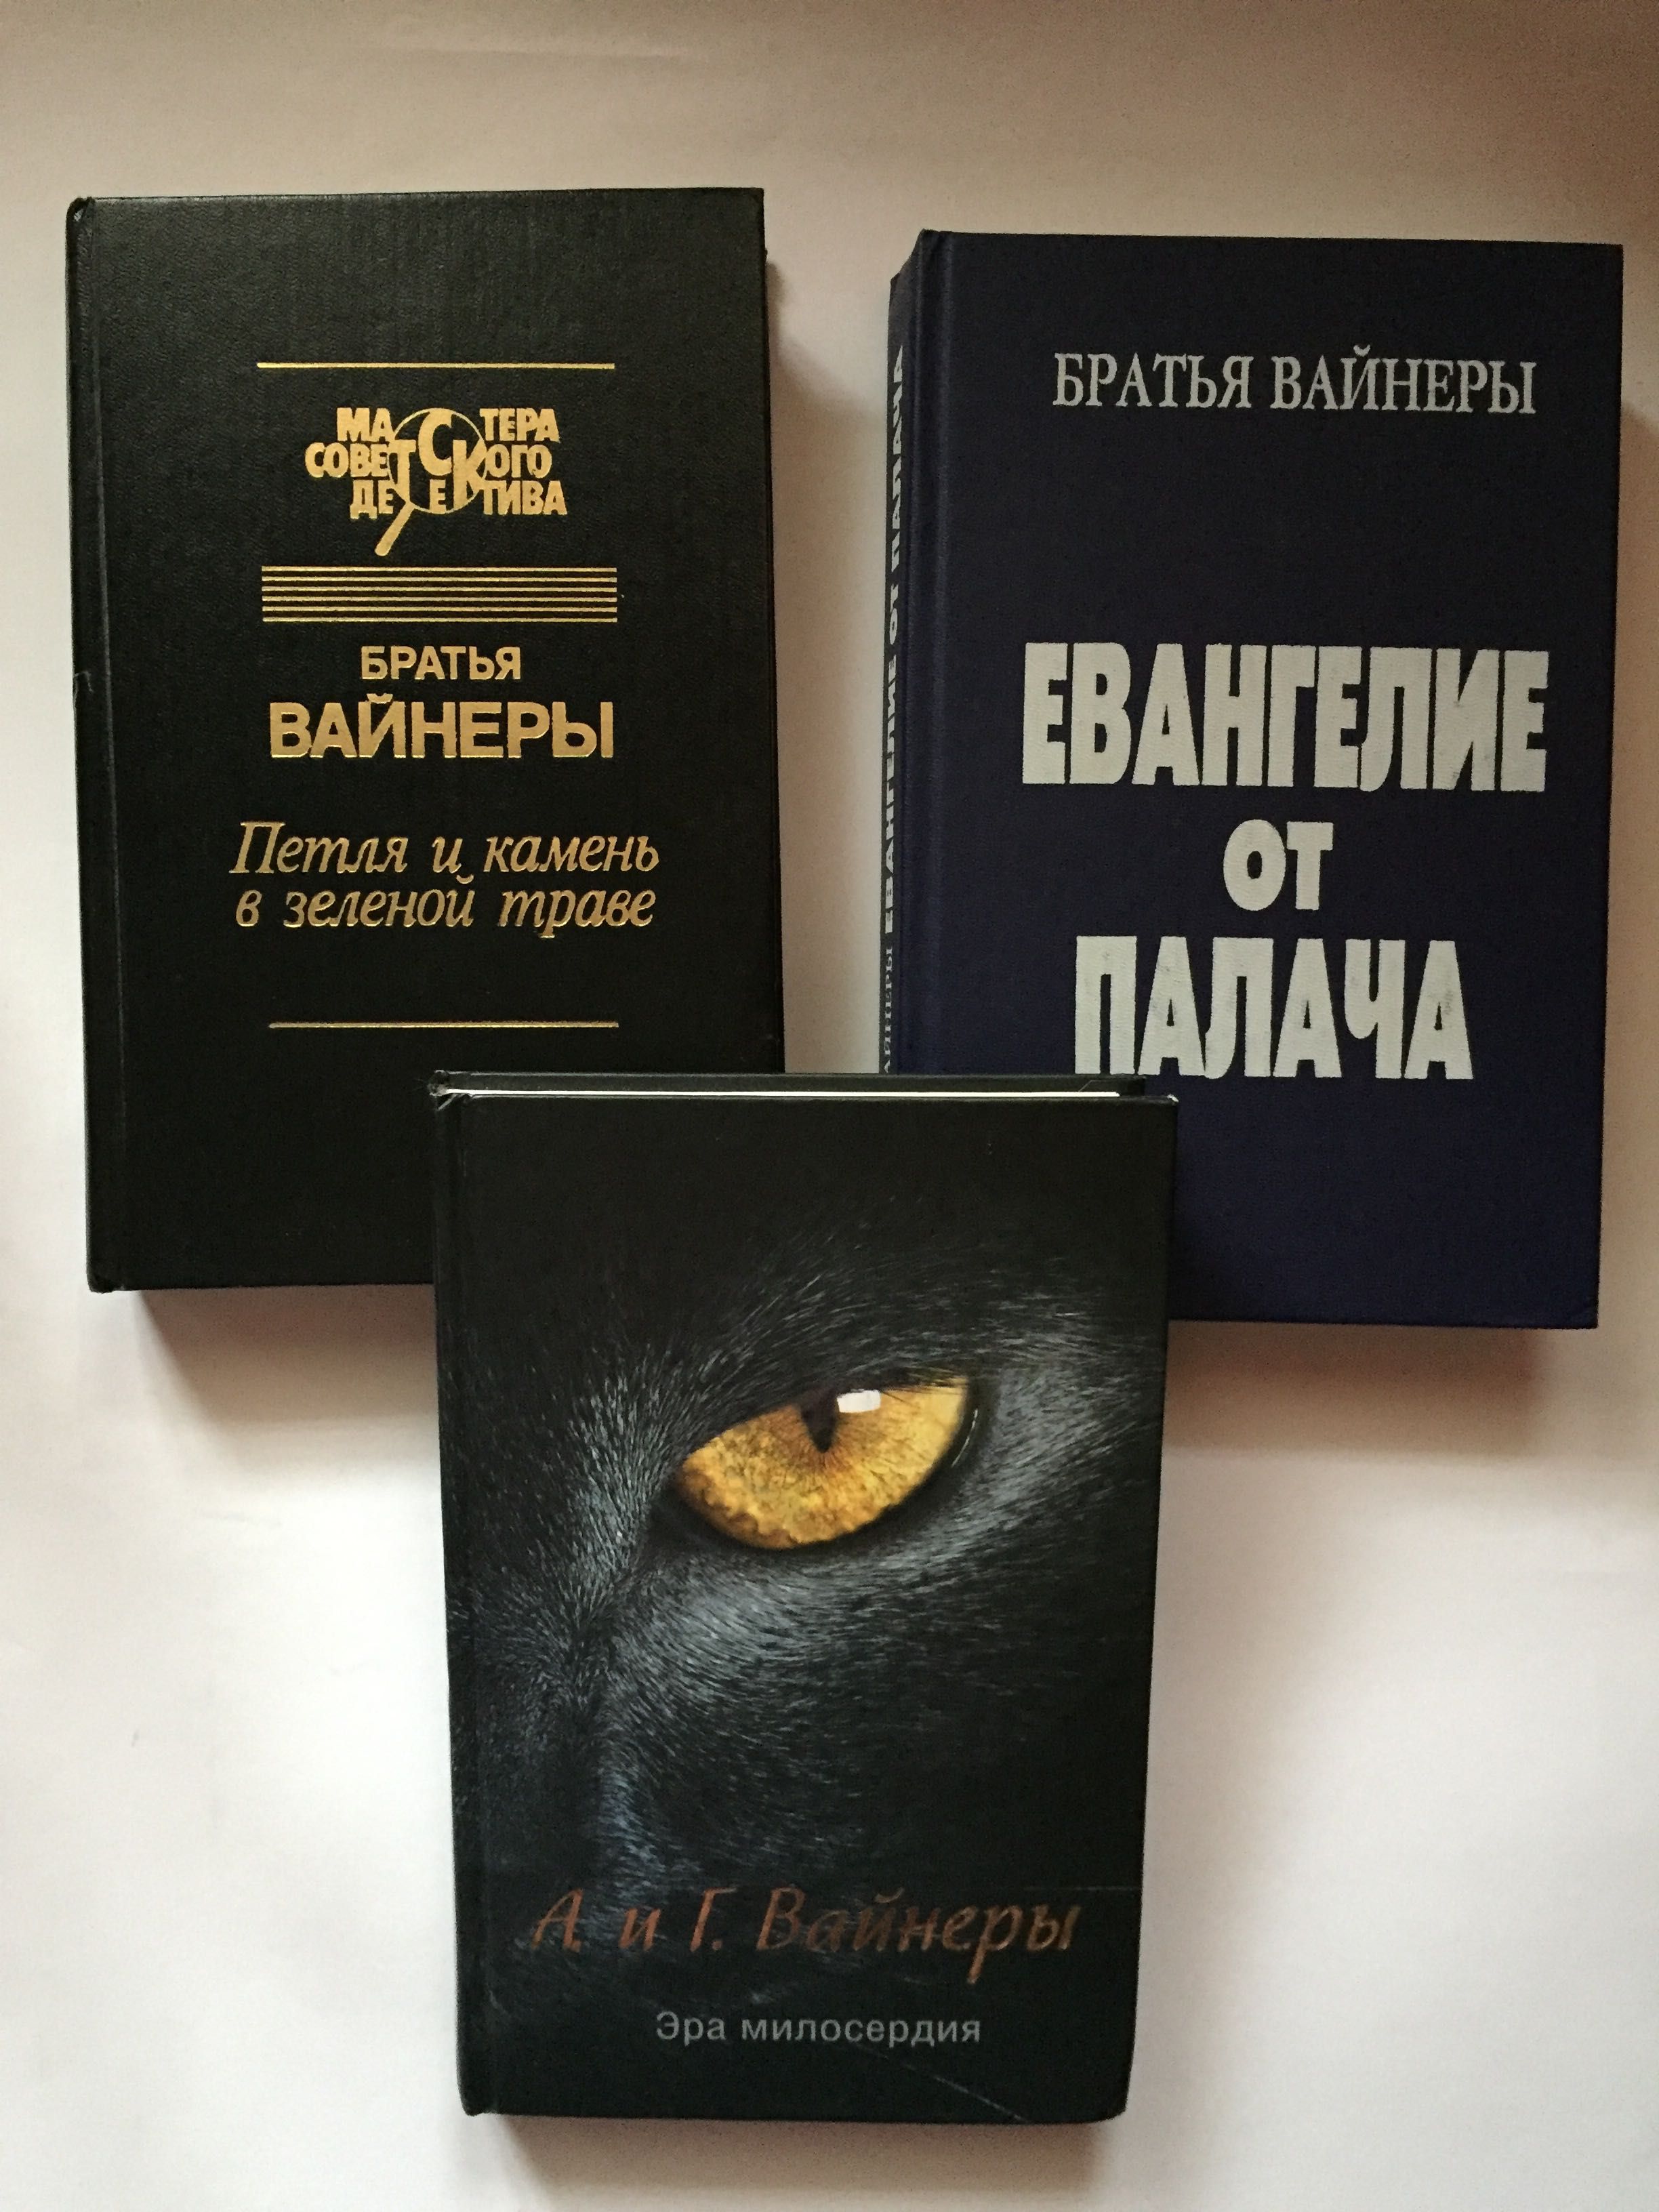 МАСТЕРА
СОВЕТСКОГО
ДЕТЕКТИВА
БРАТЬЯ
ВАЙНЕРЫ
Петля и камень
в зеленой траве
БРАТЬЯ ВАЙНЕРЫ
ЕВАНГЕЛИЕ
ОТ
ПАЛАЧА
ЕВАНГЕЛИЕ ОТ ПАЛАЧА
А. и Г. Вайнеры
Эра милосердия